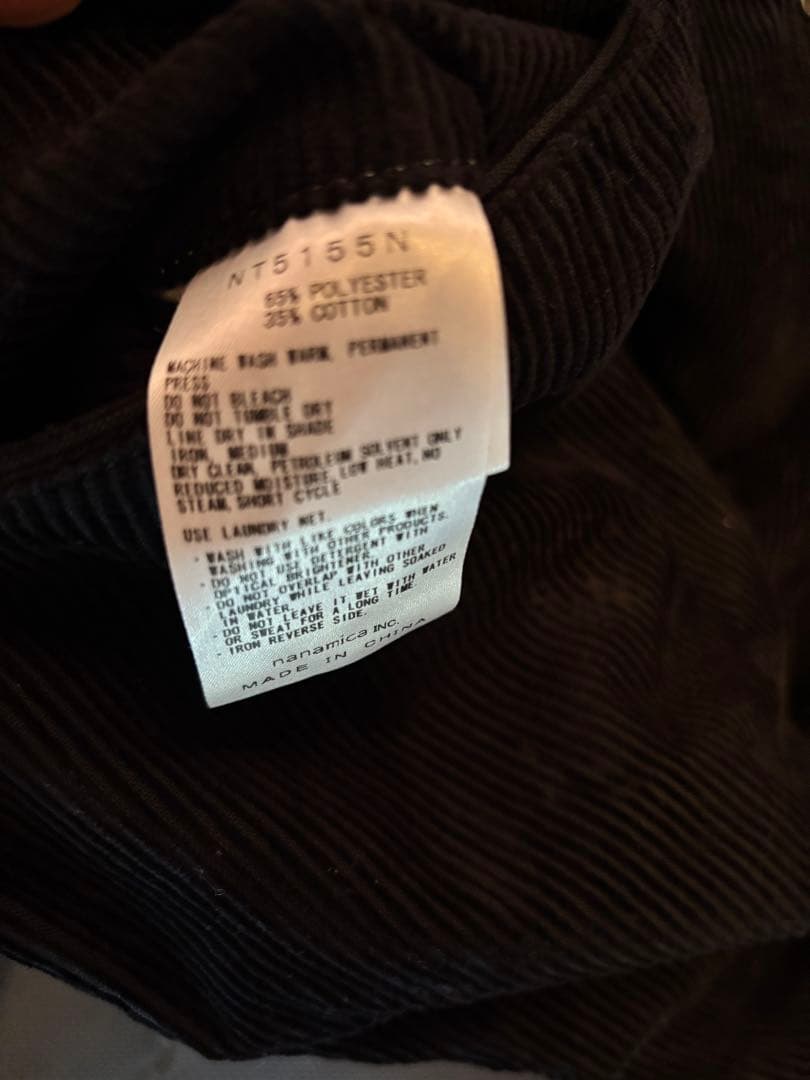 NT5155N
65% POLYESTER
35% COTTON
MACHINE WASH WARM, PERMANENT
PRESS
DO NOT BLEACH
DO NOT TUMBLE DRY
LINE DRY IN SHADE
IRON, MEDIUM
DRY CLEAN, PETROLEUM SOLVENT ONLY
REDUCED MOISTURE, LOW HEAT, NO
STEAM, SHORT CYCLE
USE LAUNDRY NET
- WASH WITH LIKE COLORS WHEN
WASHING WITH OTHER PRODUCTS.
- DO NOT USE DETERGENT WITH
OPTICAL BRIGHTENER.
- DO NOT OVERLAP WITH OTHER
LAUNDRY WHILE LEAVING SOAKED
IN WATER.
- DO NOT LEAVE IT WET WITH WATER
OR SWEAT FOR A LONG TIME.
- IRON REVERSE SIDE.
nanamica INC.
MADE IN CHINA